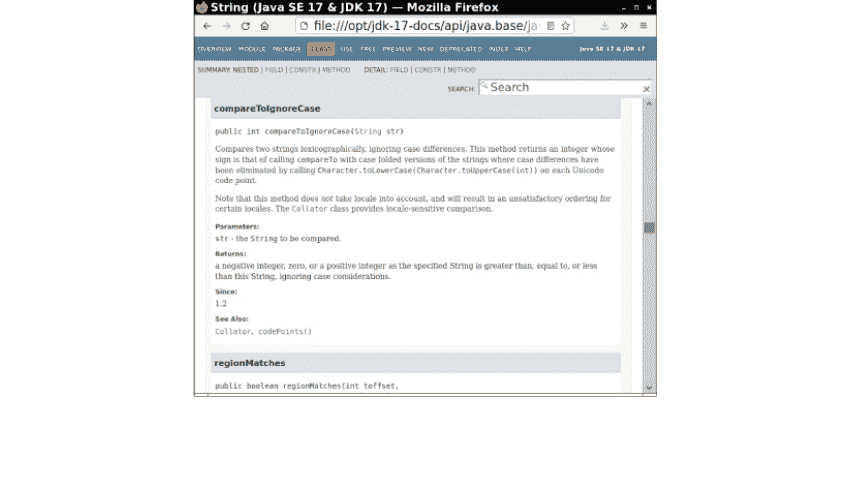 String (Java SE 17 & JDK 17) — Mozilla Firefox
file:///opt/jdk-17-docs/api/java.base/ja
OVERVIEW MODULE PACKAGE CLASS USE TREE PREVIEW NEW DEPRECATED INDEX HELP Java SE 17 & JDK 17
SUMMARY: NESTED | FIELD | CONSTR | METHOD DETAIL: FIELD | CONSTR | METHOD
SEARCH: Search
compareToIgnoreCase
public int compareToIgnoreCase(String str)
Compares two strings lexicographically, ignoring case differences. This method returns an integer whose
sign is that of calling compareTo with case folded versions of the strings where case differences have
been eliminated by calling Character.toLowerCase(Character.toUpperCase(int)) on each Unicode
code point.
Note that this method does not take locale into account, and will result in an unsatisfactory ordering for
certain locales. The Collator class provides locale-sensitive comparison.
Parameters:
str - the String to be compared.
Returns:
a negative integer, zero, or a positive integer as the specified String is greater than, equal to, or less
than this String, ignoring case considerations.
Since:
1.2
See Also:
Collator, codePoints()
regionMatches
public boolean regionMatches(int toffset,